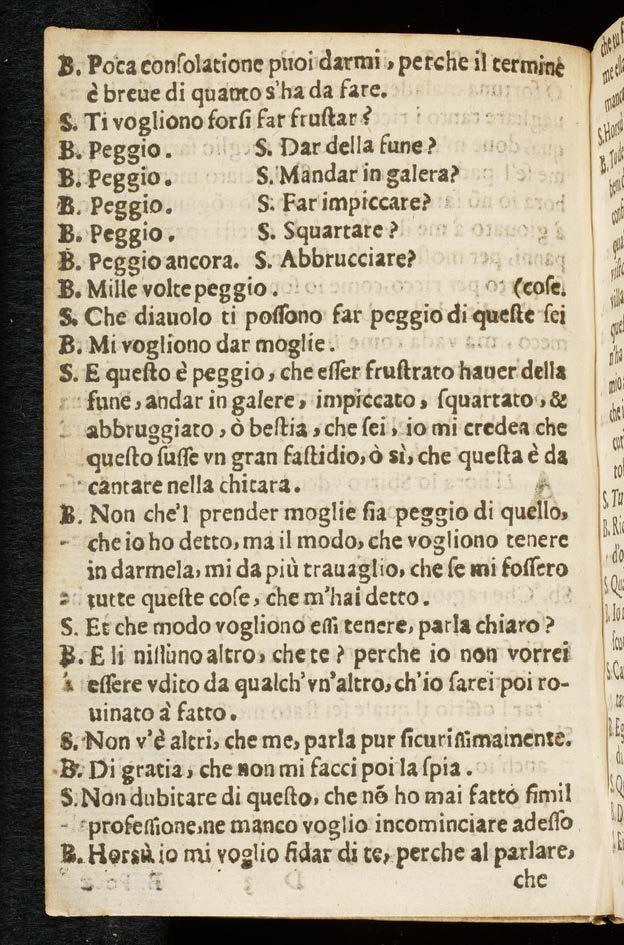 B. Poca conſolatione puoi darmi, perche il termine
è breue di quanto s'ha da fare.
S. Ti vogliono forſi far fruſtar?
B. Peggio. S. Dar della fune?
B. Peggio. S. Mandar in galera?
B. Peggio. S. Far impiccare?
B. Peggio. S. Squartare?
B. Peggio ancora. S. Abbrucciare?
B. Mille volte peggio. (coſe.
S. Che diauolo ti poſſono far peggio di queſte ſei
B. Mi vogliono dar moglie.
S. E queſto è peggio, che eſſer fruſtrato hauer della
fune, andar in galere, impiccato, ſquartato, &
abbruggiato, ò beſtia, che ſei, io mi credea che
queſto fuſſe vn gran faſtidio, ò sì, che queſta è da
cantare nella chitara.
B. Non che'l prender moglie ſia peggio di quello,
che io ho detto, ma il modo, che vogliono tenere
in darmela, mi da più trauaglio, che ſe mi foſſero
tutte queſte coſe, che m'hai detto.
S. Et che modo vogliono eſſi tenere, parla chiaro?
B. E li niſſuno altro, che te? perche io non vorrei
eſſere vdito da qualch'vn'altro, ch'io ſarei poi ro-
uinato à fatto.
S. Non v'è altri, che me, parla pur ſicuriſſimamente.
B. Di gratia, che non mi facci poi la ſpia.
S. Non dubitare di queſto, che nō ho mai fatto ſimil
profeſſione, ne manco voglio incominciare adeſſo
B. Horsù io mi voglio fidar di te, perche al parlare,
che